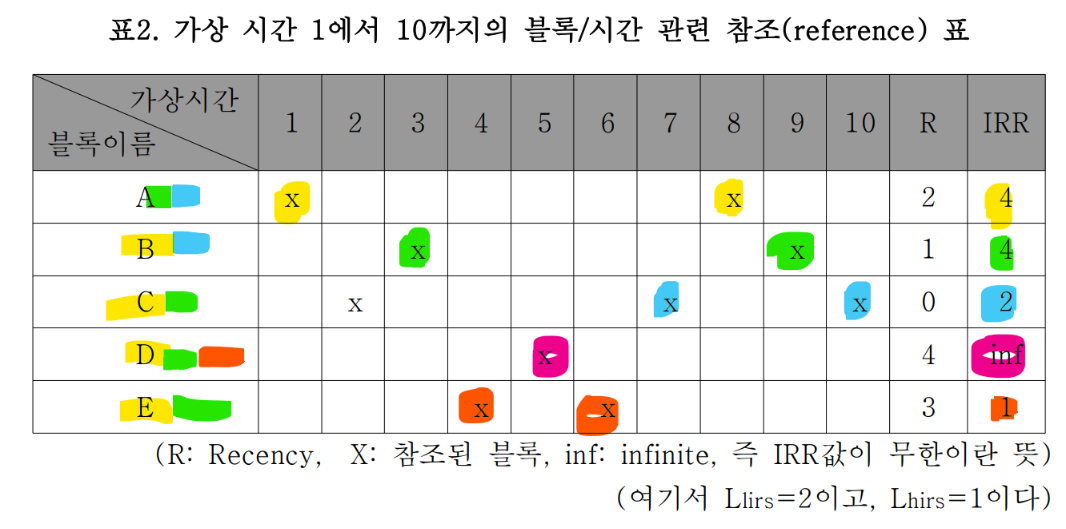 표2. 가상 시간 1에서 10까지의 블록/시간 관련 참조(reference) 표
가상시간 1 2 3 4 5 6 7 8 9 10 R IRR
블록이름
A x x 2 4
B x x 1 4
C x x x 0 2
D x 4 inf
E x x 3 1
(R: Recency, X: 참조된 블록, inf: infinite, 즉 IRR값이 무한이란 뜻)
(여기서 Llirs=2이고, Lhirs=1이다)